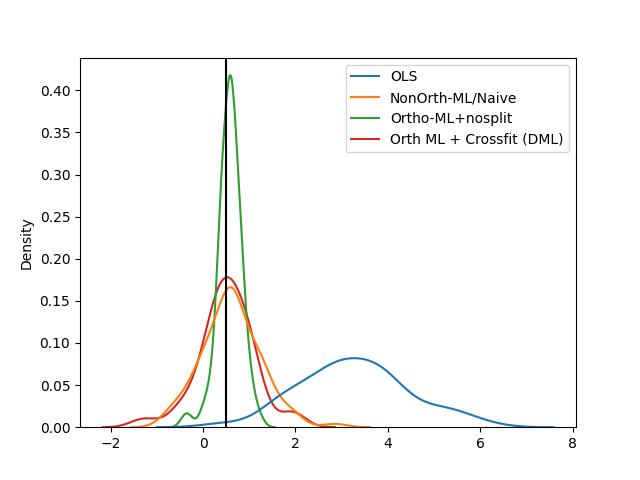 OLS
NonOrth-ML/Naive
Ortho-ML+nosplit
Orth ML + Crossfit (DML)
Density
0.40
0.35
0.30
0.25
0.20
0.15
0.10
0.05
0.00
−2 0 2 4 6 8